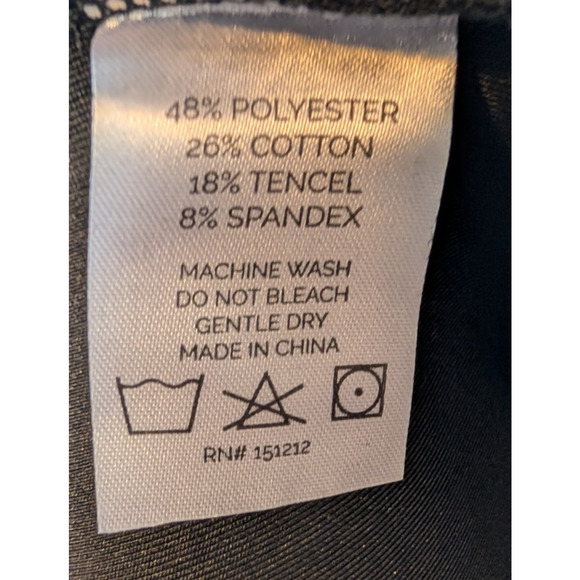 48% POLYESTER
26% COTTON
18% TENCEL
8% SPANDEX
MACHINE WASH
DO NOT BLEACH
GENTLE DRY
MADE IN CHINA
RN# 151212